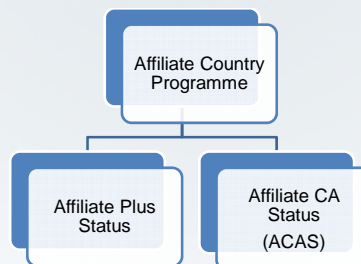 Affiliate Country
Programme
Affiliate Plus
Status
Affiliate CA
Status
(ACAS)